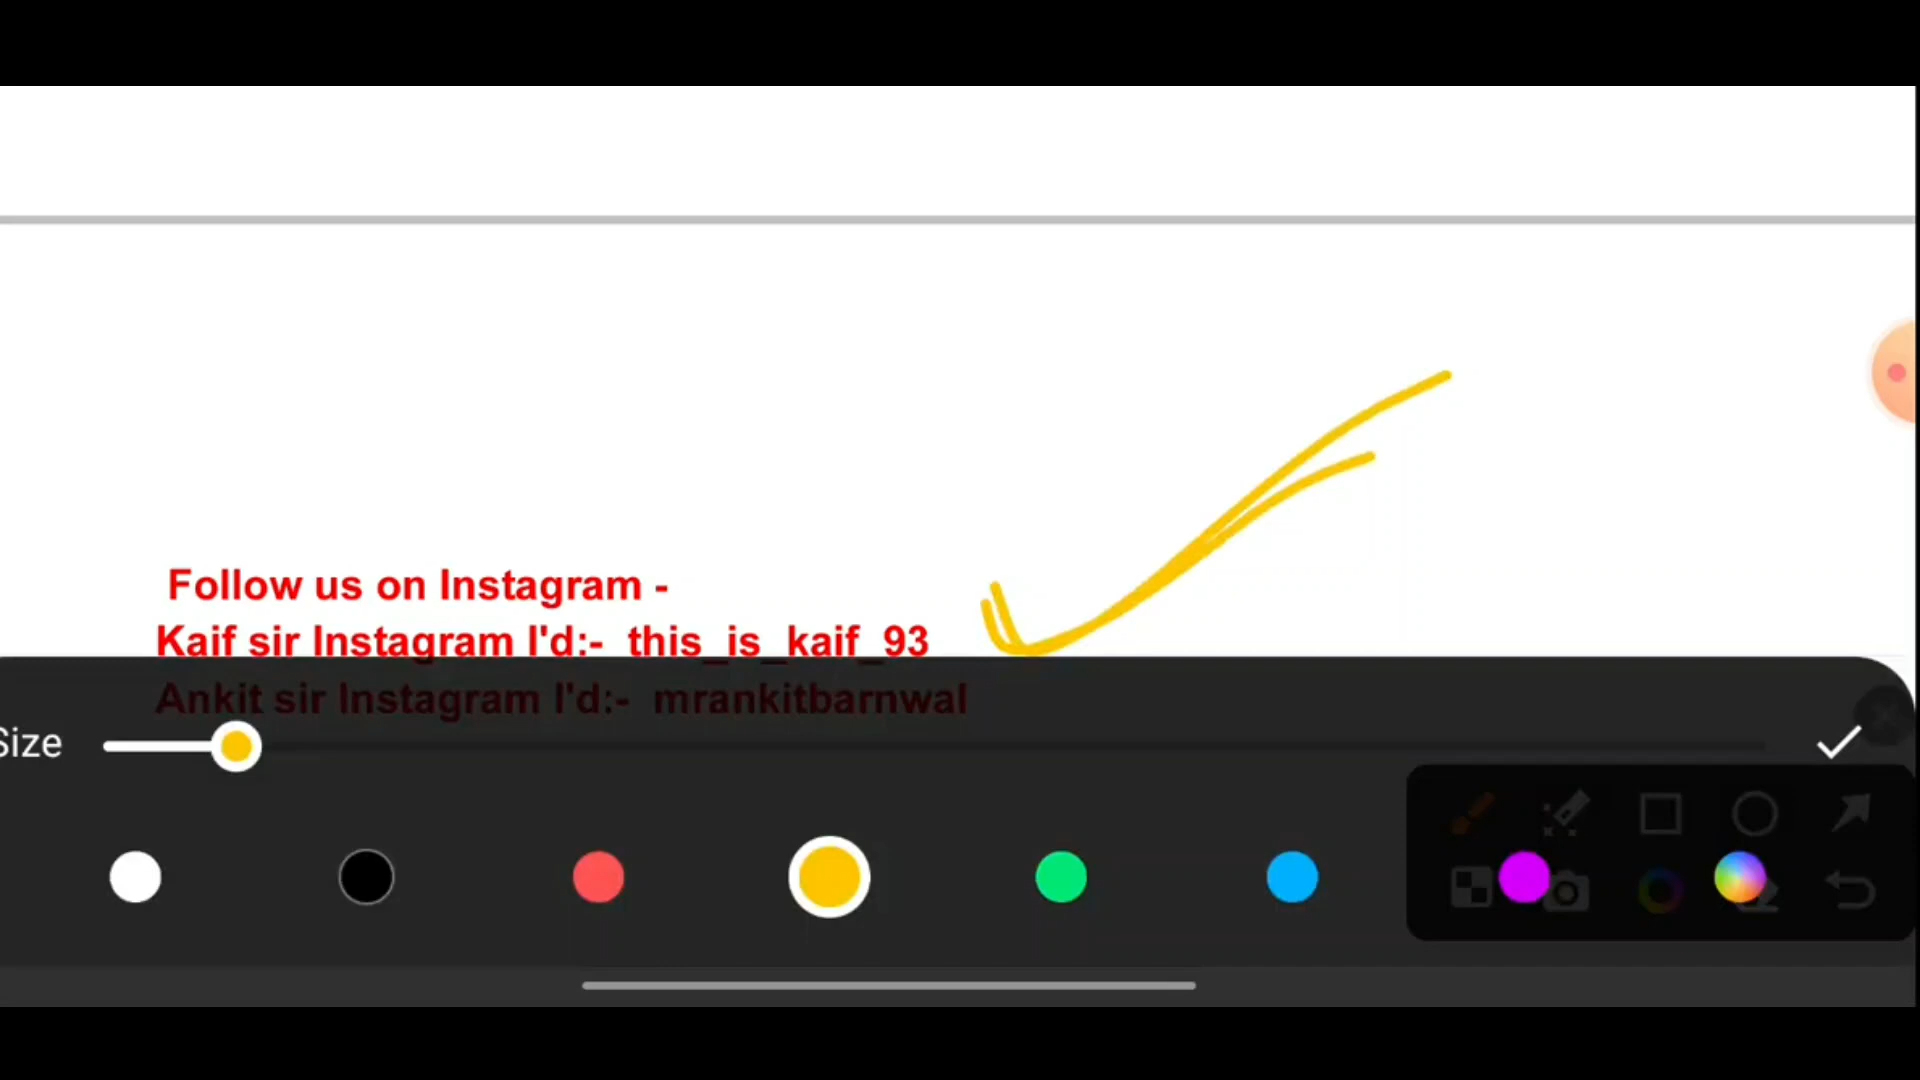 Follow us on Instagram -
Kaif sir Instagram I'd:- this_is_kaif_93
Ankit sir Instagram I'd:- mrankitbarnwal
Size